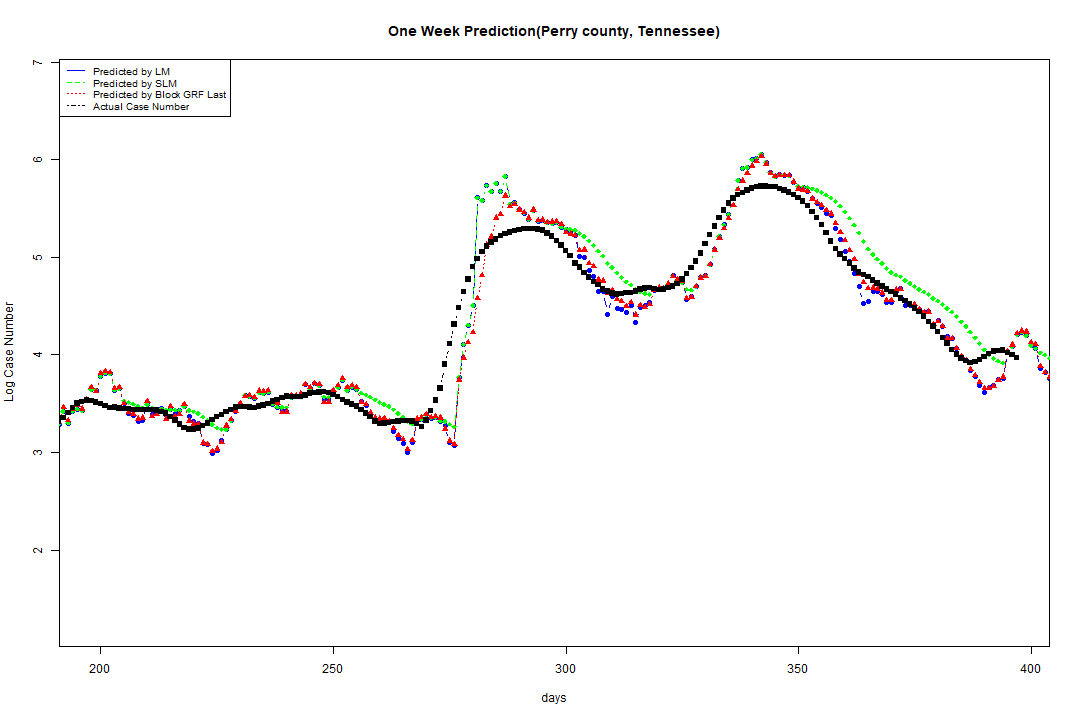 One Week Prediction(Perry county, Tennessee)
Predicted by LM
Predicted by SLM
Predicted by Block GRF Last
Actual Case Number
7
6
5
4
3
2
Log Case Number
200 250 300 350 400
days